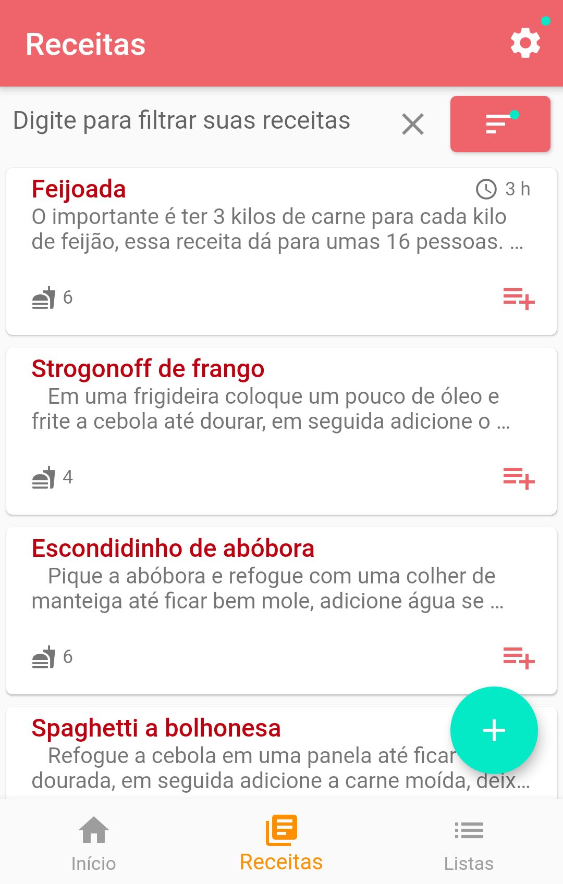 Receitas
Digite para filtrar suas receitas
Feijoada
3 h
O importante é ter 3 kilos de carne para cada kilo
de feijão, essa receita dá para umas 16 pessoas. ...
6
Strogonoff de frango
Em uma frigideira coloque um pouco de óleo e
frite a cebola até dourar, em seguida adicione o ...
4
Escondidinho de abóbora
Pique a abóbora e refogue com uma colher de
manteiga até ficar bem mole, adicione água se ...
6
Spaghetti a bolhonesa
Refogue a cebola em uma panela até ficar
dourada, em seguida adicione a carne moída, deix...
Início
Receitas
Listas